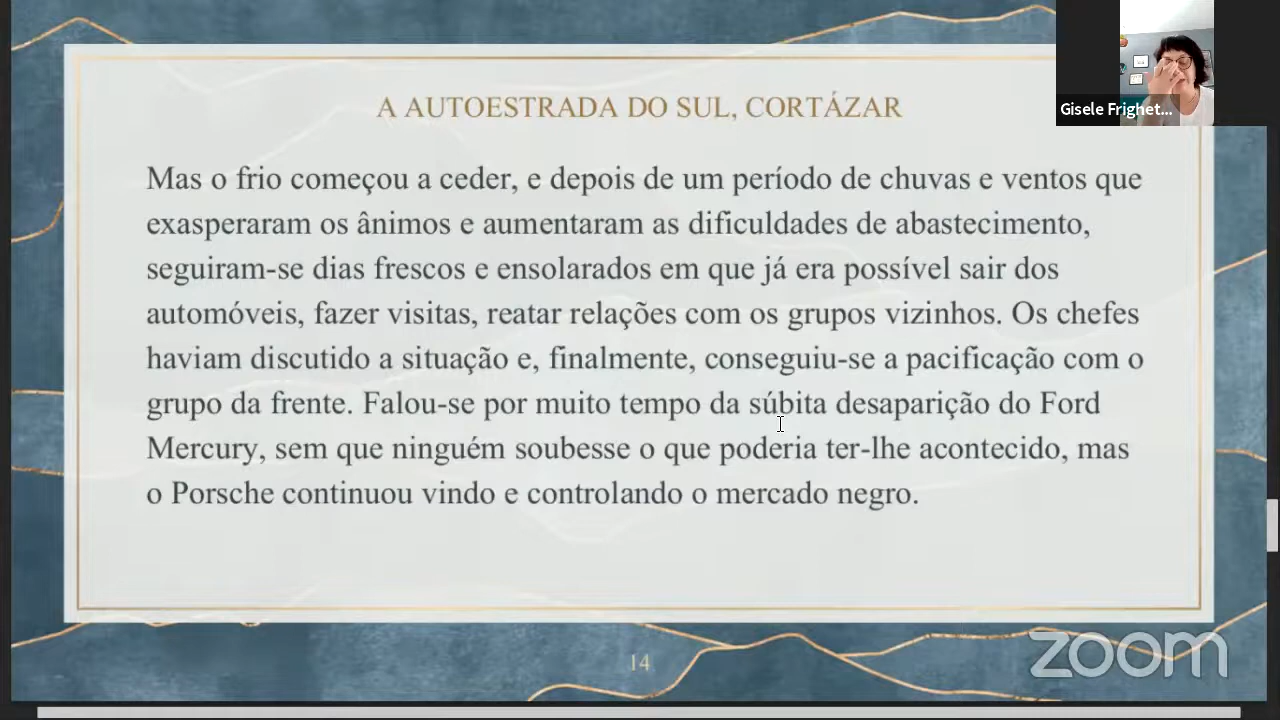 A AUTOESTRADA DO SUL, CORTÁZAR
Gisele Frighet...
Mas o frio começou a ceder, e depois de um período de chuvas e ventos que
exasperaram os ânimos e aumentaram as dificuldades de abastecimento,
seguiram-se dias frescos e ensolarados em que já era possível sair dos
automóveis, fazer visitas, reatar relações com os grupos vizinhos. Os chefes
haviam discutido a situação e, finalmente, conseguiu-se a pacificação com o
grupo da frente. Falou-se por muito tempo da súbita desaparição do Ford
Mercury, sem que ninguém soubesse o que poderia ter-lhe acontecido, mas
o Porsche continuou vindo e controlando o mercado negro.
14
zoom